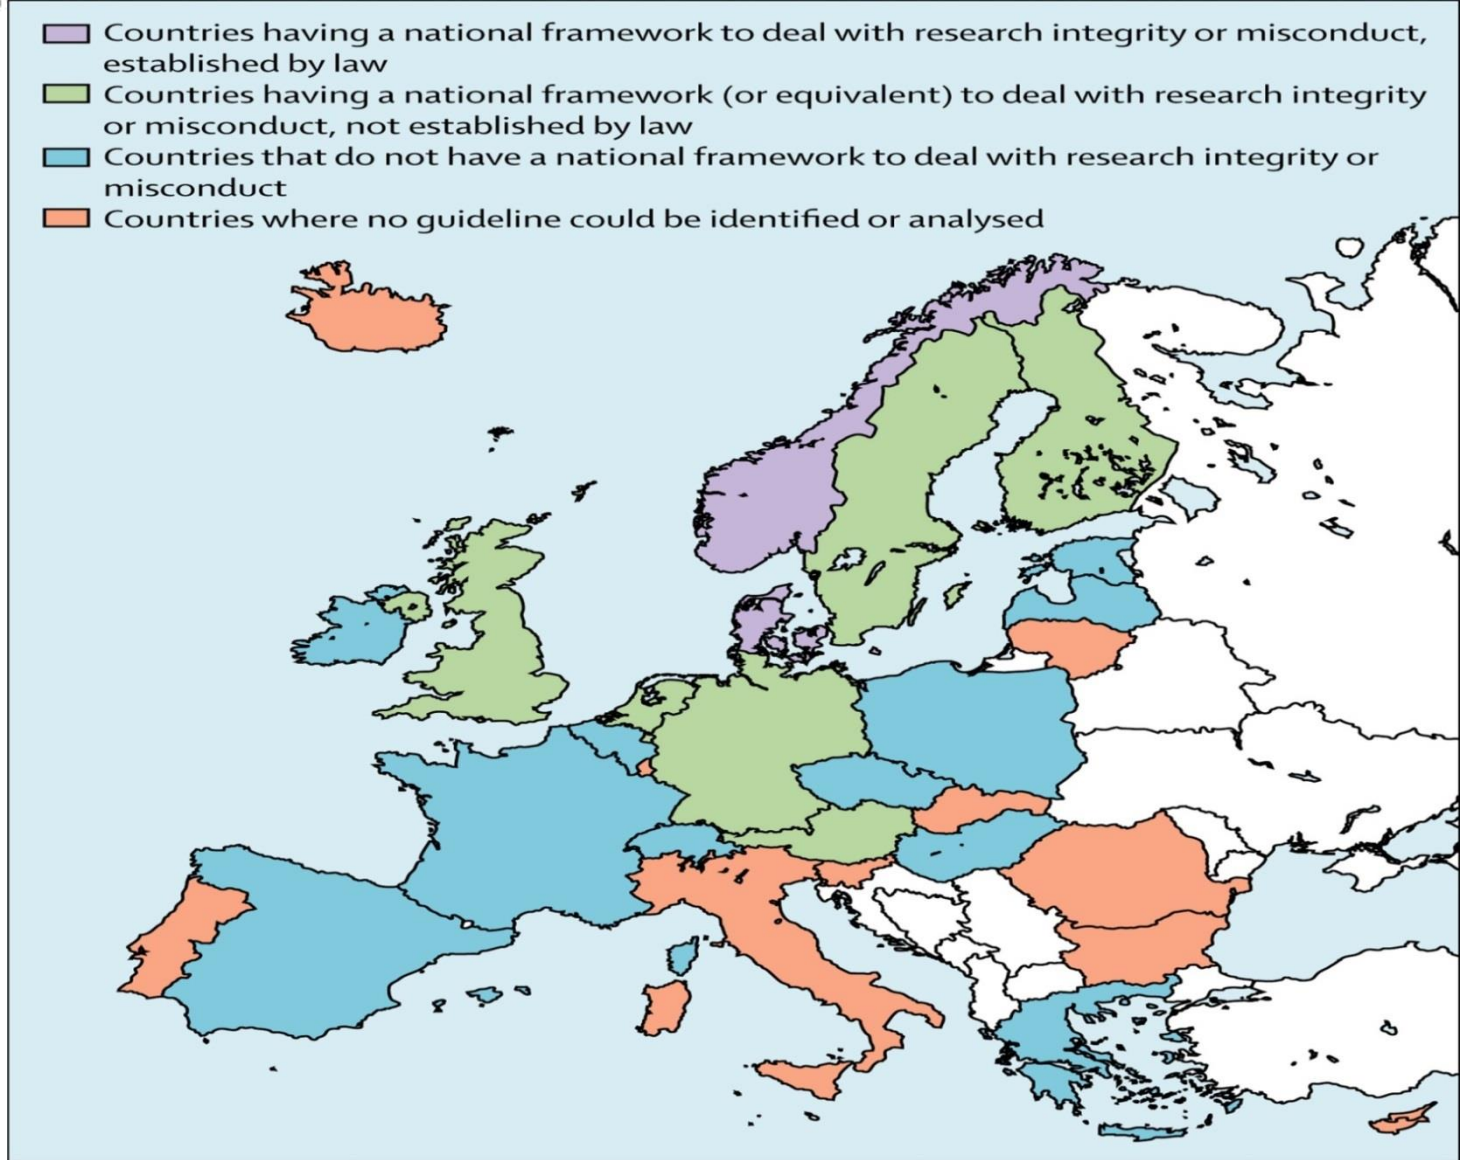 Countries having a national framework to deal with research integrity or misconduct,
established by law
Countries having a national framework (or equivalent) to deal with research integrity
or misconduct, not established by law
Countries that do not have a national framework to deal with research integrity or
misconduct
Countries where no guideline could be identified or analysed